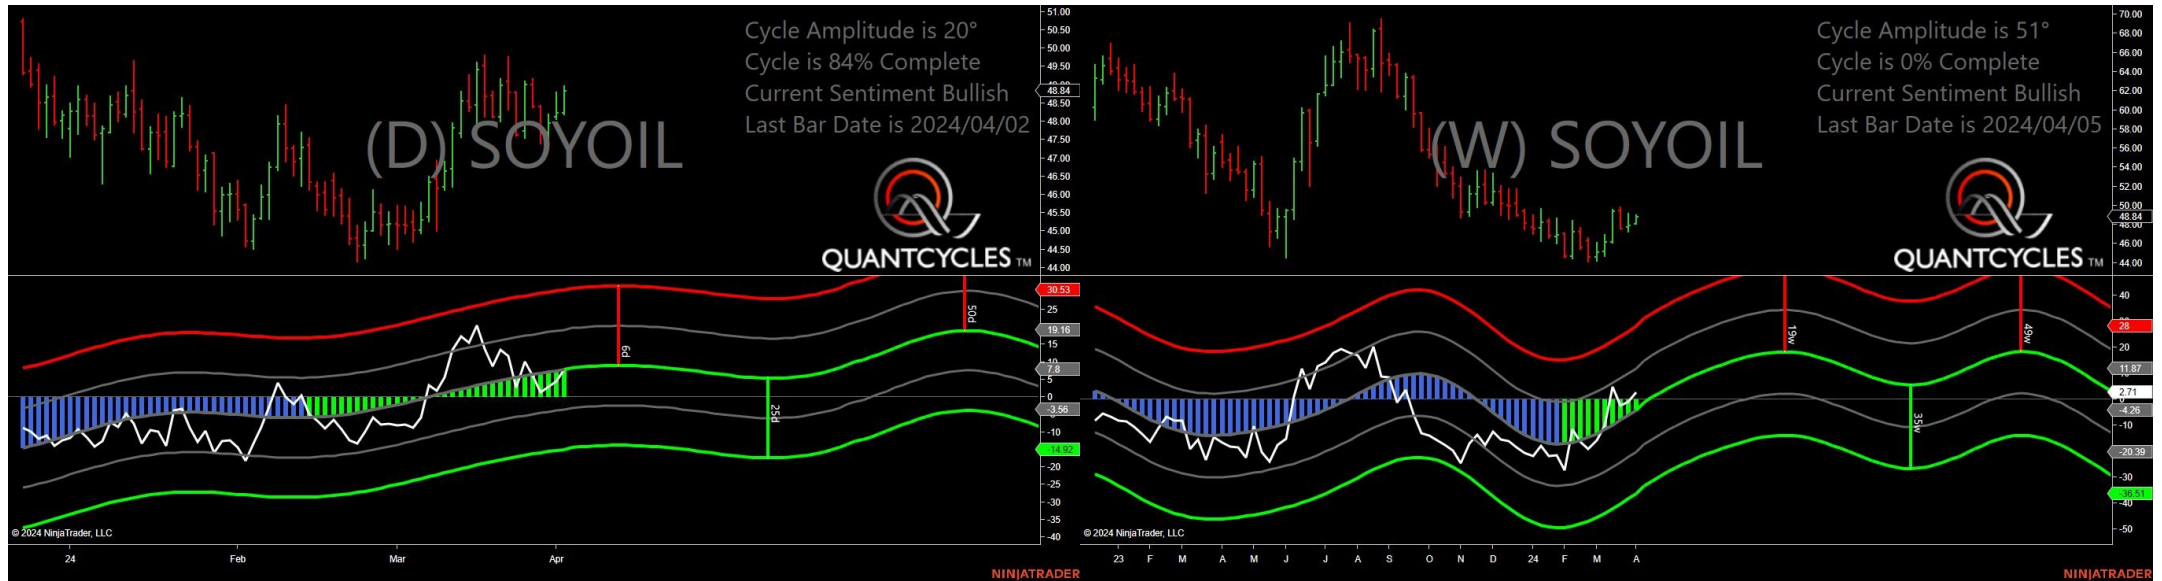 Cycle Amplitude is 20°
Cycle is 84% Complete
Current Sentiment Bullish
Last Bar Date is 2024/04/02
(D) SOYOIL
QUANTCYCLES TM
51.00
50.50
50.00
49.50
48.84
48.50
48.00
47.50
47.00
46.50
46.00
45.50
45.00
44.50
44.00
6d
25d
50d
30.53
25
19.16
15
10
7.8
5
0
-3.56
-10
-14.92
-20
-25
-30
-35
-40
© 2024 NinjaTrader, LLC
24 Feb Mar Apr
NINJATRADER
Cycle Amplitude is 51°
Cycle is 0% Complete
Current Sentiment Bullish
Last Bar Date is 2024/04/05
(W) SOYOIL
QUANTCYCLES TM
70.00
68.00
66.00
64.00
62.00
60.00
58.00
56.00
54.00
52.00
50.00
48.84
48.00
46.00
44.00
19w
35w
49w
40
28
20
11.87
2.71
-4.26
-10
-20.39
-30
-36.51
-40
-50
© 2024 NinjaTrader, LLC
23 F M A M J J A S O N D 24 F M A
NINJATRADER